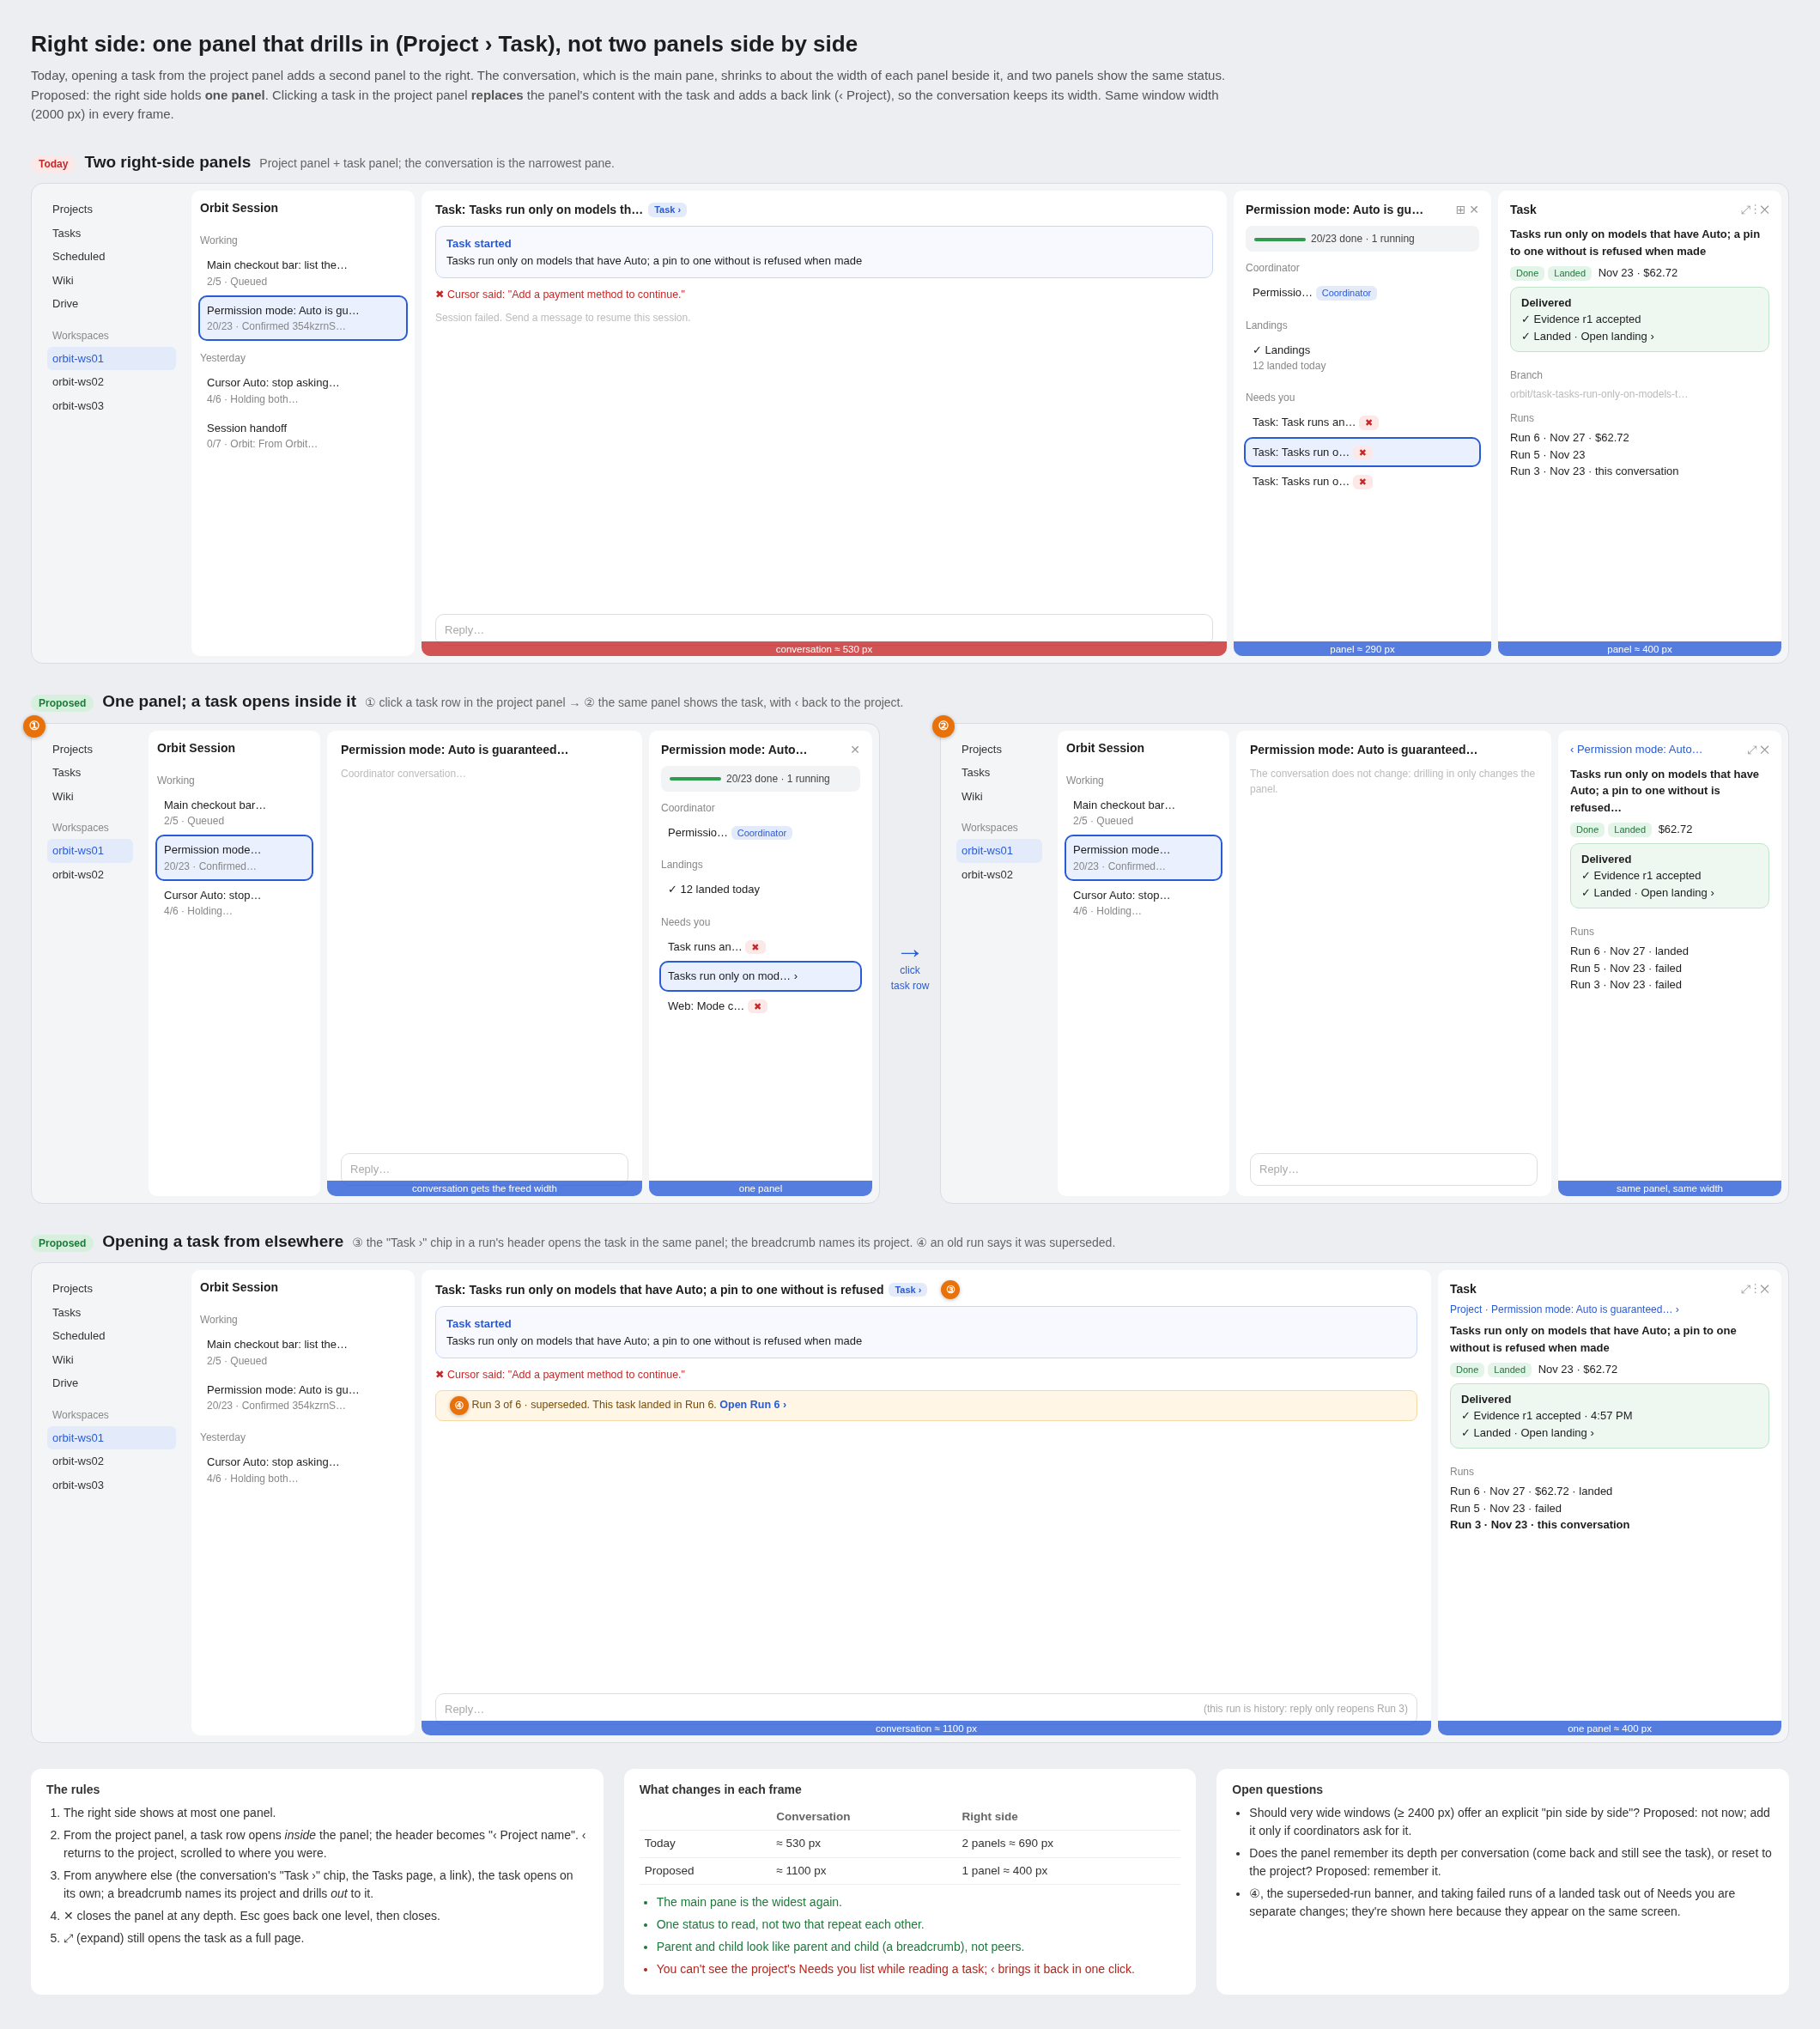 Right side: one panel that drills in (Project › Task), not two panels side by side
Today, opening a task from the project panel adds a second panel to the right. The conversation, which is the main pane, shrinks to about the width of each panel beside it, and two panels show the same status.
Proposed: the right side holds one panel. Clicking a task in the project panel replaces the panel's content with the task and adds a back link (‹ Project), so the conversation keeps its width. Same window width
(2000 px) in every frame.
Today Two right-side panels Project panel + task panel; the conversation is the narrowest pane.
Projects
Tasks
Scheduled
Wiki
Drive
Workspaces
orbit-ws01
orbit-ws02
orbit-ws03
Orbit Session
Working
Main checkout bar: list the…
2/5 · Queued
Permission mode: Auto is gu…
20/23 · Confirmed 354kzrnS…
Yesterday
Cursor Auto: stop asking…
4/6 · Holding both…
Session handoff
0/7 · Orbit: From Orbit…
Task: Tasks run only on models th… Task ›
Task started
Tasks run only on models that have Auto; a pin to one without is refused when made
✖ Cursor said: "Add a payment method to continue."
Session failed. Send a message to resume this session.
Reply…
conversation ≈ 530 px
Permission mode: Auto is gu… ⊞ ✕
20/23 done · 1 running
Coordinator
Permissio… Coordinator
Landings
✓ Landings
12 landed today
Needs you
Task: Task runs an… ✖
Task: Tasks run o… ✖
Task: Tasks run o… ✖
panel ≈ 290 px
Task ⤢ ⋮ ✕
Tasks run only on models that have Auto; a pin
to one without is refused when made
Done Landed Nov 23 · $62.72
Delivered
✓ Evidence r1 accepted
✓ Landed · Open landing ›
Branch
orbit/task-tasks-run-only-on-models-t…
Runs
Run 6 · Nov 27 · $62.72
Run 5 · Nov 23
Run 3 · Nov 23 · this conversation
panel ≈ 400 px
Proposed One panel; a task opens inside it ① click a task row in the project panel → ② the same panel shows the task, with ‹ back to the project.
①
Projects
Tasks
Wiki
Workspaces
orbit-ws01
orbit-ws02
Orbit Session
Working
Main checkout bar…
2/5 · Queued
Permission mode…
20/23 · Confirmed…
Cursor Auto: stop…
4/6 · Holding…
Permission mode: Auto is guaranteed…
Coordinator conversation…
Reply…
conversation gets the freed width
Permission mode: Auto… ✕
20/23 done · 1 running
Coordinator
Permissio… Coordinator
Landings
✓ 12 landed today
Needs you
Task runs an… ✖
Tasks run only on mod… ›
Web: Mode c… ✖
one panel
→
click
task row
②
Projects
Tasks
Wiki
Workspaces
orbit-ws01
orbit-ws02
Orbit Session
Working
Main checkout bar…
2/5 · Queued
Permission mode…
20/23 · Confirmed…
Cursor Auto: stop…
4/6 · Holding…
Permission mode: Auto is guaranteed…
The conversation does not change: drilling in only changes the
panel.
Reply…
‹ Permission mode: Auto… ⤢ ✕
Tasks run only on models that have
Auto; a pin to one without is
refused…
Done Landed $62.72
Delivered
✓ Evidence r1 accepted
✓ Landed · Open landing ›
Runs
Run 6 · Nov 27 · landed
Run 5 · Nov 23 · failed
Run 3 · Nov 23 · failed
same panel, same width
Proposed Opening a task from elsewhere ③ the "Task ›" chip in a run's header opens the task in the same panel; the breadcrumb names its project. ④ an old run says it was superseded.
Projects
Tasks
Scheduled
Wiki
Drive
Workspaces
orbit-ws01
orbit-ws02
orbit-ws03
Orbit Session
Working
Main checkout bar: list the…
2/5 · Queued
Permission mode: Auto is gu…
20/23 · Confirmed 354kzrnS…
Yesterday
Cursor Auto: stop asking…
4/6 · Holding both…
Task: Tasks run only on models that have Auto; a pin to one without is refused Task › ③
Task started
Tasks run only on models that have Auto; a pin to one without is refused when made
✖ Cursor said: "Add a payment method to continue."
④ Run 3 of 6 · superseded. This task landed in Run 6. Open Run 6 ›
Reply… (this run is history: reply only reopens Run 3)
conversation ≈ 1100 px
Task ⤢ ⋮ ✕
Project · Permission mode: Auto is guaranteed… ›
Tasks run only on models that have Auto; a pin to one
without is refused when made
Done Landed Nov 23 · $62.72
Delivered
✓ Evidence r1 accepted · 4:57 PM
✓ Landed · Open landing ›
Runs
Run 6 · Nov 27 · $62.72 · landed
Run 5 · Nov 23 · failed
Run 3 · Nov 23 · this conversation
one panel ≈ 400 px
The rules
1. The right side shows at most one panel.
2. From the project panel, a task row opens inside the panel; the header becomes "‹ Project name". ‹
returns to the project, scrolled to where you were.
3. From anywhere else (the conversation's "Task ›" chip, the Tasks page, a link), the task opens on
its own; a breadcrumb names its project and drills out to it.
4. ✕ closes the panel at any depth. Esc goes back one level, then closes.
5. ⤢ (expand) still opens the task as a full page.
What changes in each frame
Conversation Right side
Today ≈ 530 px 2 panels ≈ 690 px
Proposed ≈ 1100 px 1 panel ≈ 400 px
• The main pane is the widest again.
• One status to read, not two that repeat each other.
• Parent and child look like parent and child (a breadcrumb), not peers.
• You can't see the project's Needs you list while reading a task; ‹ brings it back in one click.
Open questions
• Should very wide windows (≥ 2400 px) offer an explicit "pin side by side"? Proposed: not now; add
it only if coordinators ask for it.
• Does the panel remember its depth per conversation (come back and still see the task), or reset to
the project? Proposed: remember it.
• ④, the superseded-run banner, and taking failed runs of a landed task out of Needs you are
separate changes; they're shown here because they appear on the same screen.